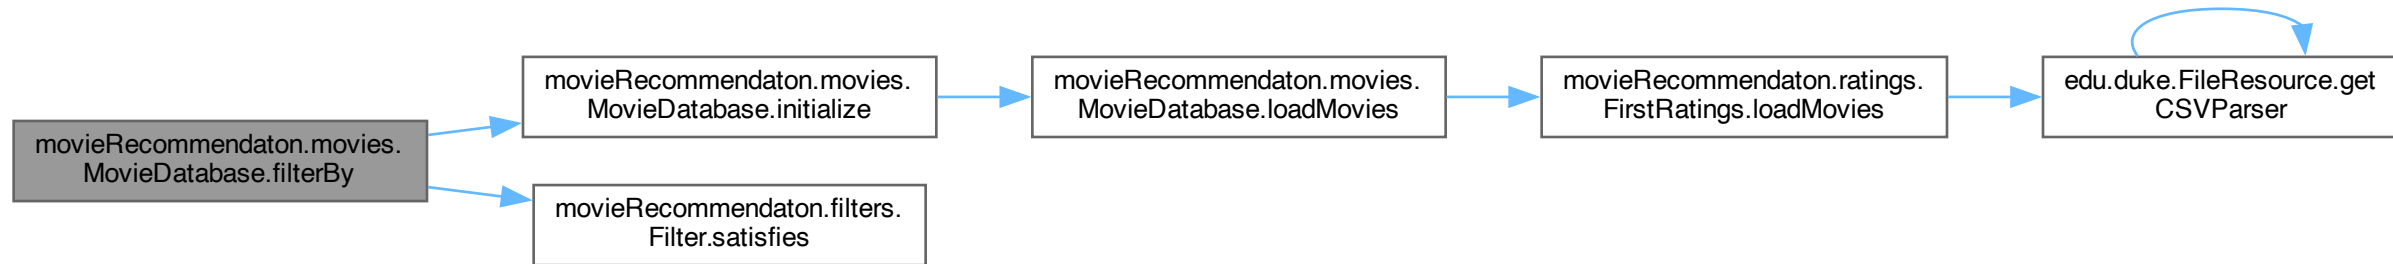 movieRecommendaton.movies.
MovieDatabase.filterBy
movieRecommendaton.movies.
MovieDatabase.initialize
movieRecommendaton.movies.
MovieDatabase.loadMovies
movieRecommendaton.ratings.
FirstRatings.loadMovies
edu.duke.FileResource.get
CSVParser
movieRecommendaton.filters.
Filter.satisfies